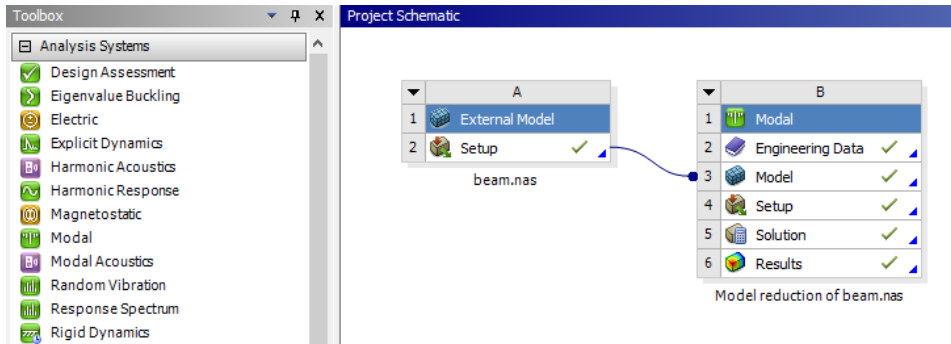 Toolbox
Project Schematic
Analysis Systems
Design Assessment
Eigenvalue Buckling
Electric
Explicit Dynamics
Harmonic Acoustics
Harmonic Response
Magnetostatic
Modal
Modal Acoustics
Random Vibration
Response Spectrum
Rigid Dynamics
A
1 External Model
2 Setup
beam.nas
B
1 Modal
2 Engineering Data
3 Model
4 Setup
5 Solution
6 Results
Model reduction of beam.nas